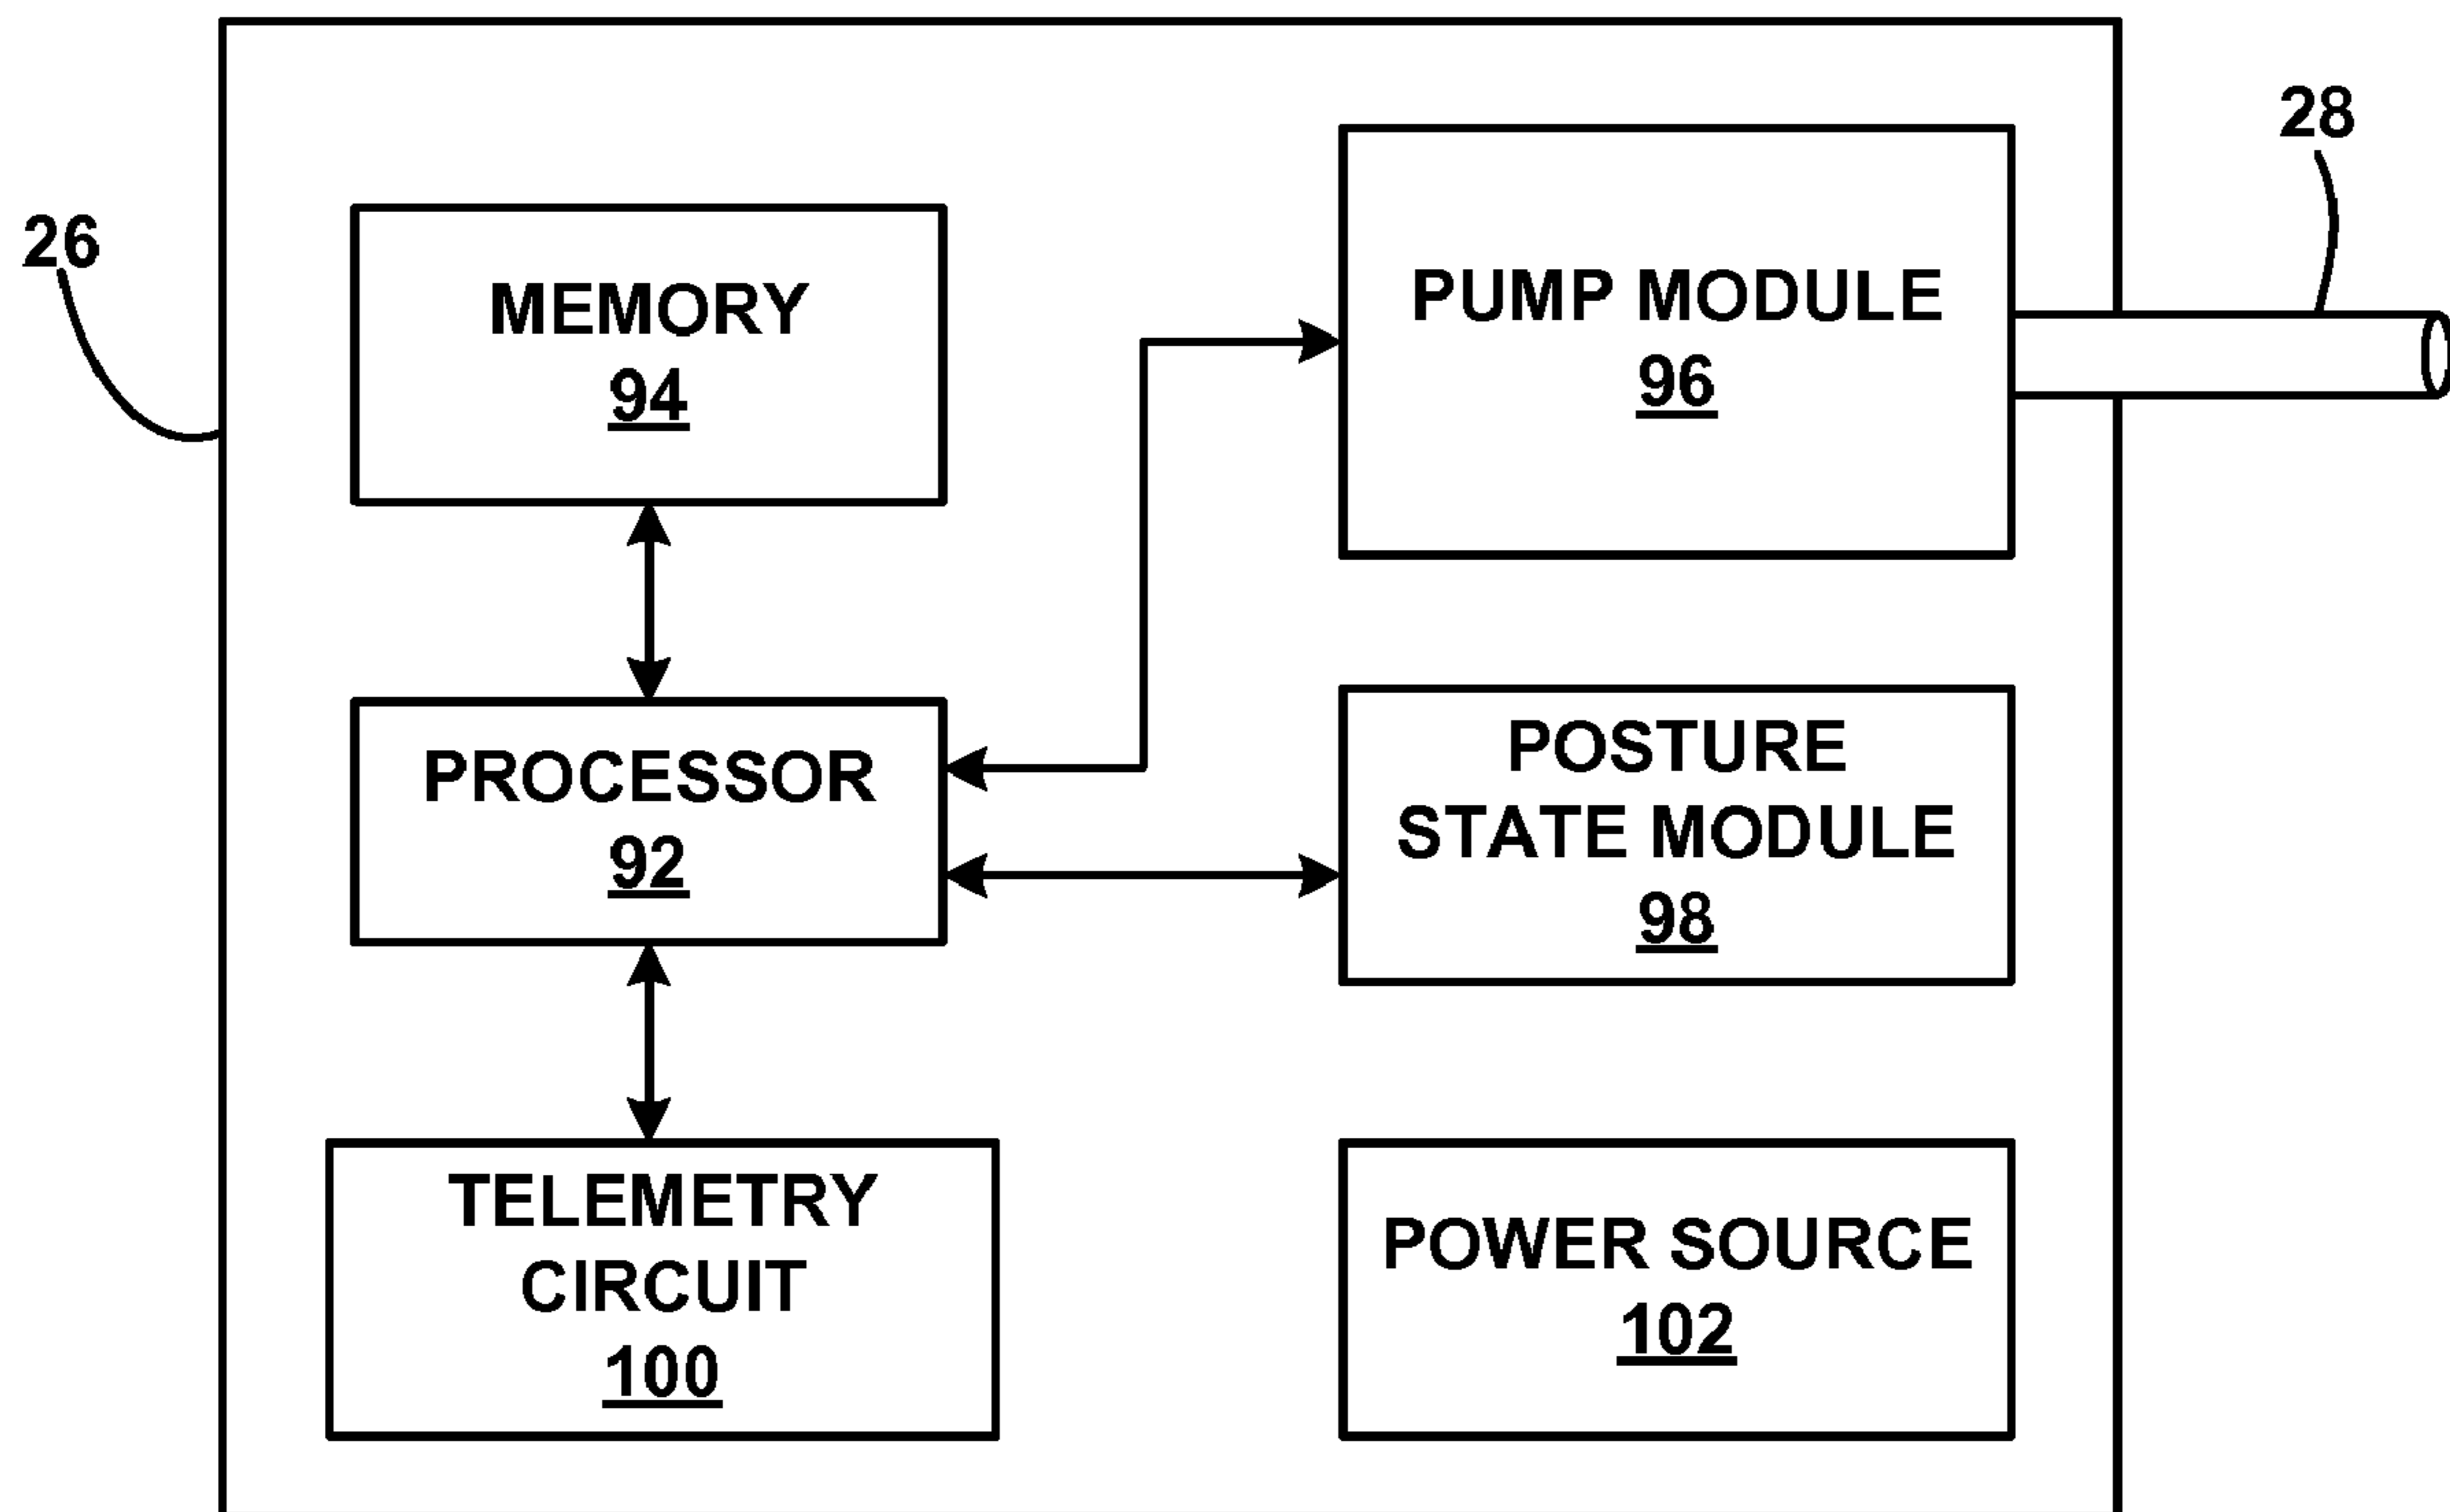 28
26
MEMORY
94
PUMP MODULE
96
PROCESSOR
92
POSTURE
STATE MODULE
98
TELEMETRY
CIRCUIT
100
POWER SOURCE
102